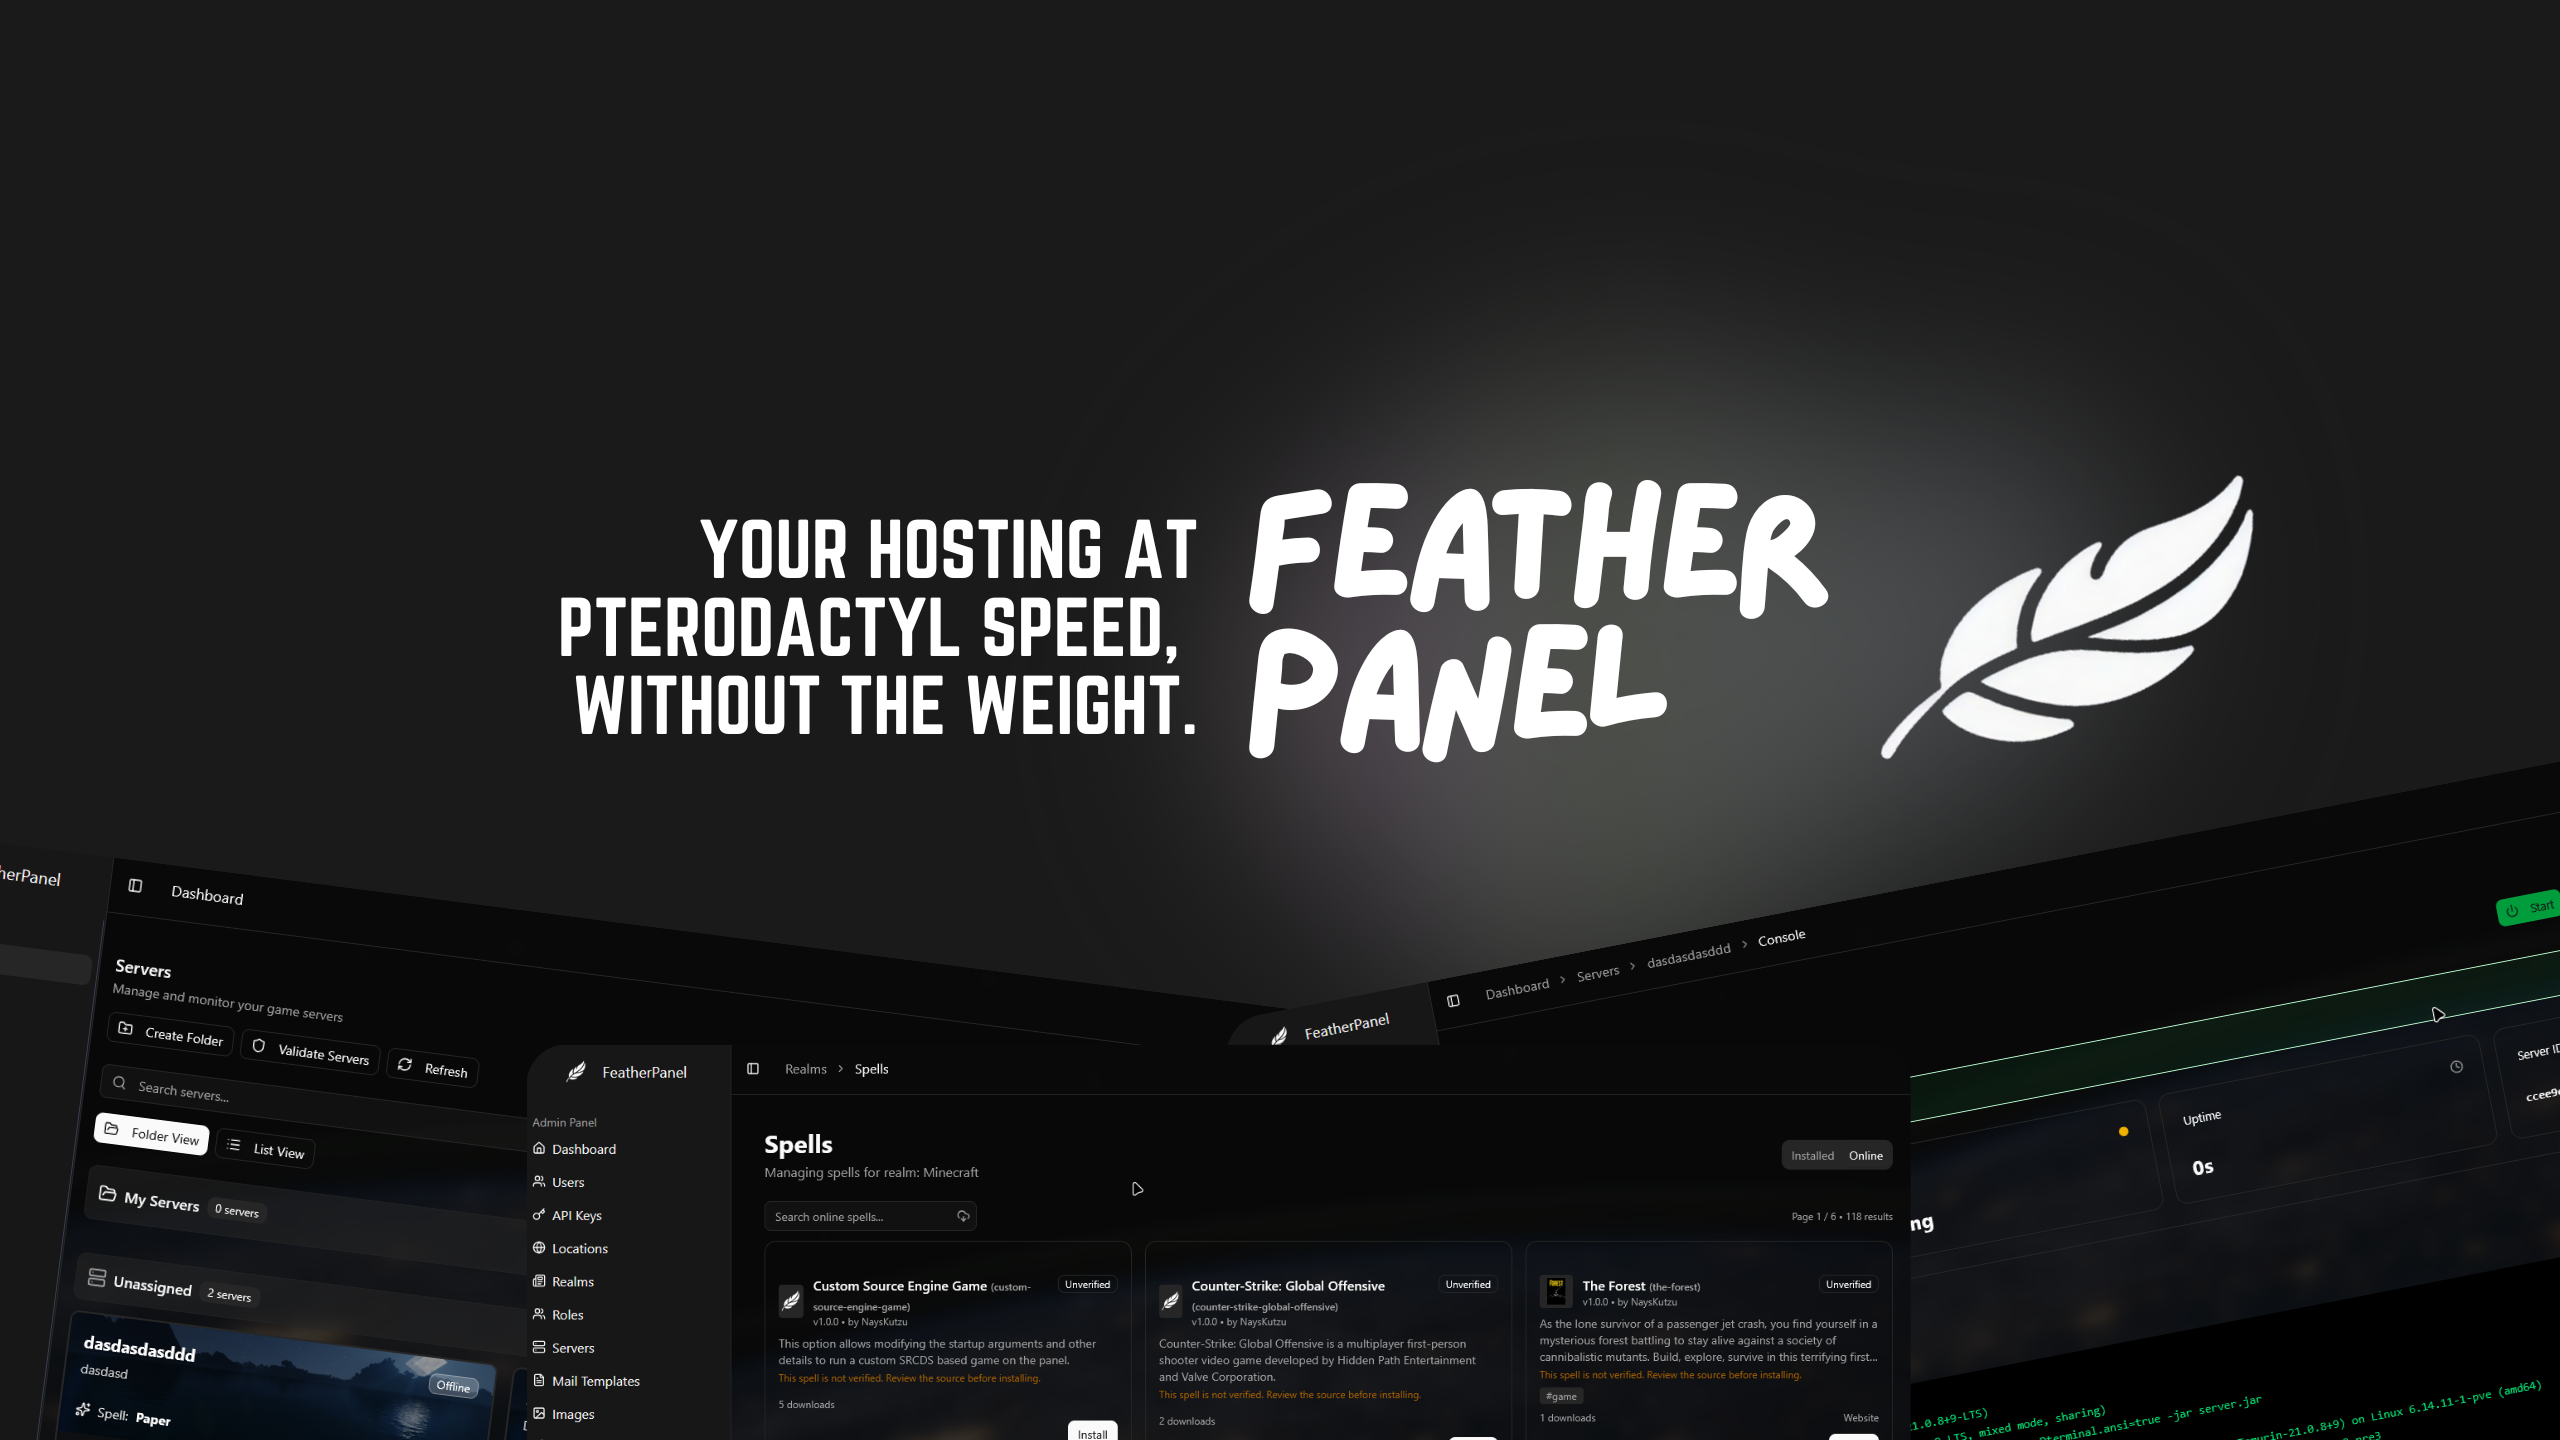 YOUR HOSTING AT
PTERODACTYL SPEED,
WITHOUT THE WEIGHT.
FEATHER
PANEL
herPanel
Dashboard
Servers
Manage and monitor your game servers
Create Folder
Validate Servers
Refresh
Search servers...
Folder View
List View
My Servers
0 servers
Unassigned
2 servers
dasdasdasddd
dasdasd
Offline
Spell: Paper
FeatherPanel
Admin Panel
Dashboard
Users
API Keys
Locations
Realms
Roles
Servers
Mail Templates
Images
Realms > Spells
Spells
Managing spells for realm: Minecraft
Installed Online
Search online spells...
Page 1 / 6 • 118 results
Custom Source Engine Game (custom-
source-engine-game)
v1.0.0 • by NaysKutzu
Unverified
This option allows modifying the startup arguments and other
details to run a custom SRCDS based game on the panel.
This spell is not verified. Review the source before installing.
5 downloads
Install
Counter-Strike: Global Offensive
(counter-strike-global-offensive)
v1.0.0 • by NaysKutzu
Unverified
Counter-Strike: Global Offensive is a multiplayer first-person
shooter video game developed by Hidden Path Entertainment
and Valve Corporation.
This spell is not verified. Review the source before installing.
2 downloads
The Forest (the-forest)
v1.0.0 • by NaysKutzu
Unverified
As the lone survivor of a passenger jet crash, you find yourself in a
mysterious forest battling to stay alive against a society of
cannibalistic mutants. Build, explore, survive in this terrifying first...
This spell is not verified. Review the source before installing.
#game
1 downloads
Website
FeatherPanel
Dashboard > Servers > dasdasdasddd > Console
Start
ng
Uptime
0s
Server ID
ccee9
21.0.8+9-LTS)
LTS, mixed mode, sharing)
terminal.ansi=true -jar server.jar
murin-21.0.8+9) on Linux 6.14.11-1-pve (amd64)
pre3